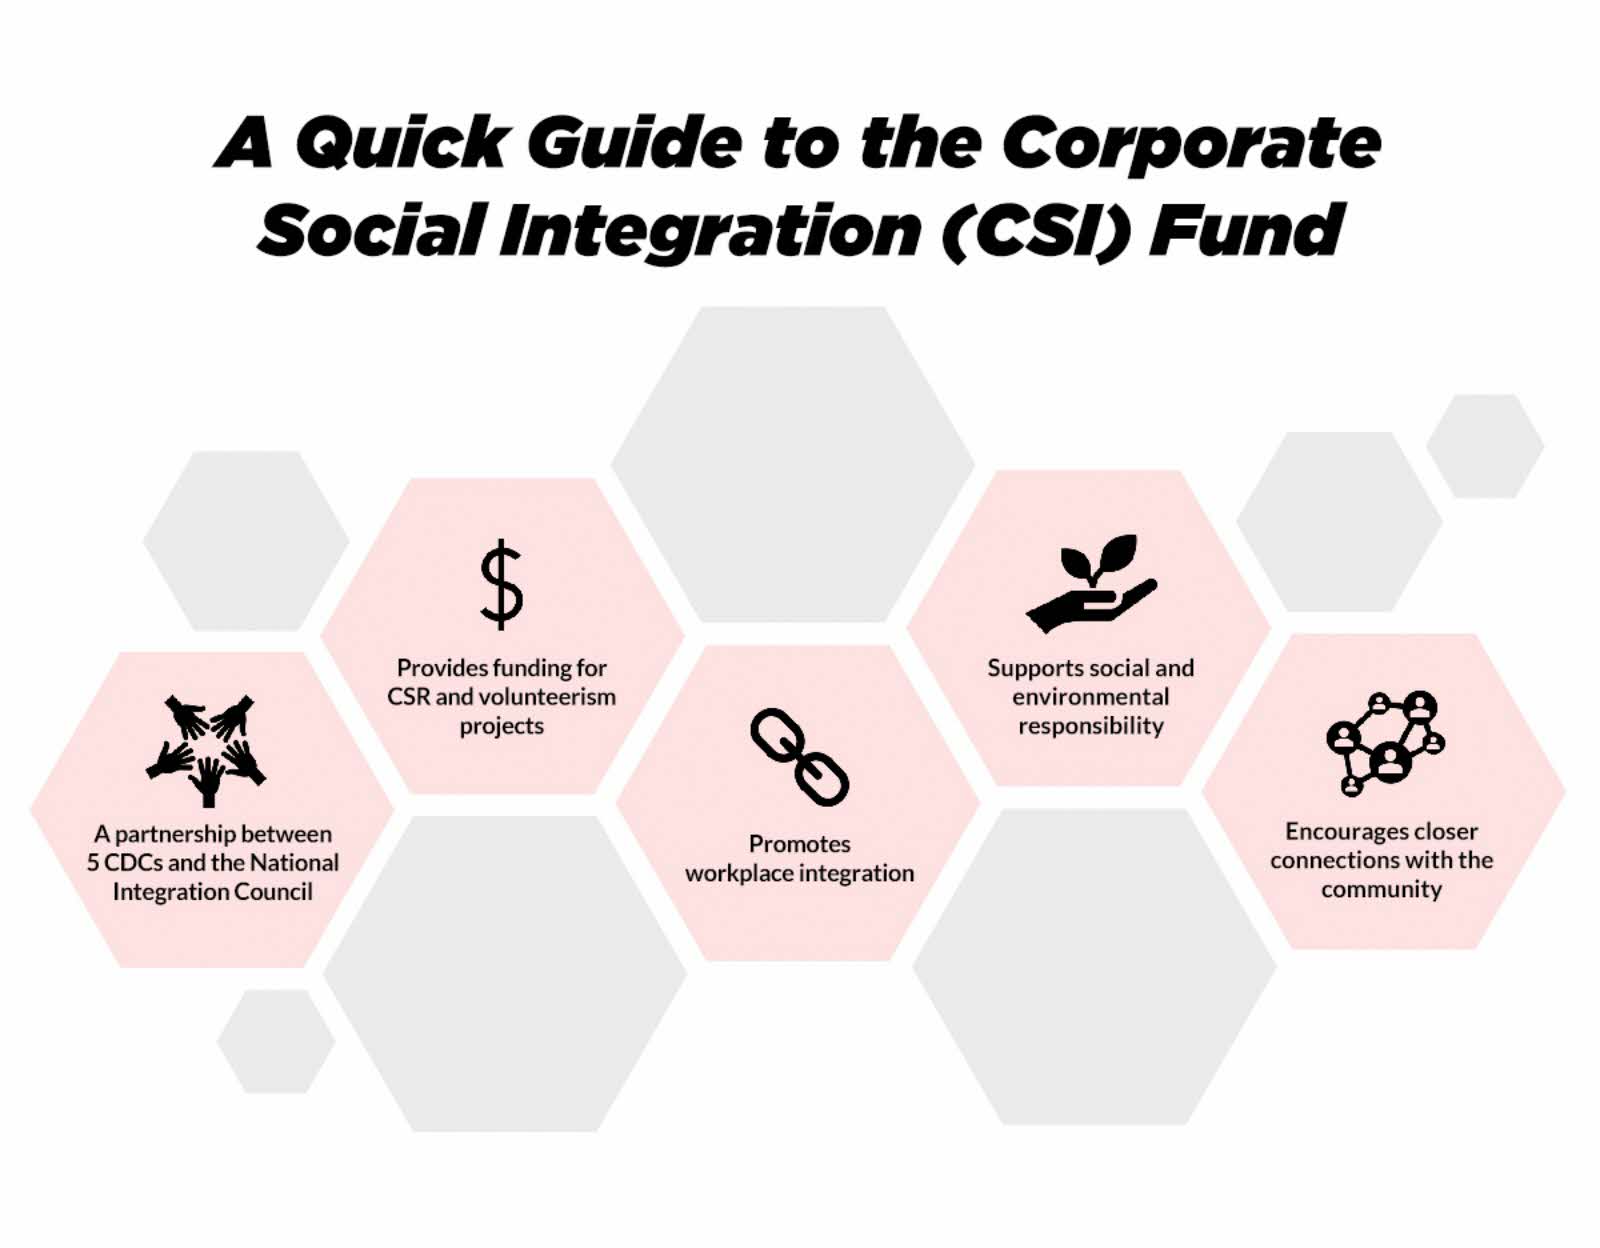 A Quick Guide to the Corporate
Social Integration (CSI) Fund
A partnership between
5 CDCs and the National
Integration Council
$
Provides funding for
CSR and volunteerism
projects
Promotes
workplace integration
Supports social and
environmental
responsibility
Encourages closer
connections with the
community